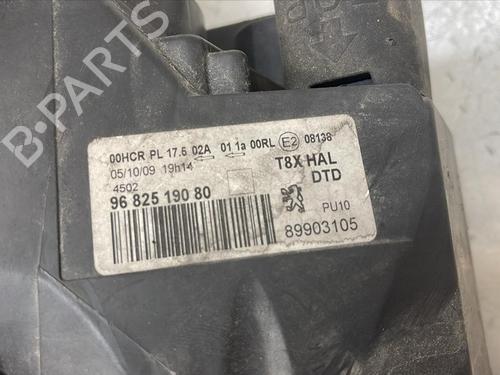 00HCR PL 17.5 02A 01 1a 00RL E2 08138
05/10/09 19h14
4502
96 825 190 80
T8X HAL
DTD
PU10
89903105
B-PARTS